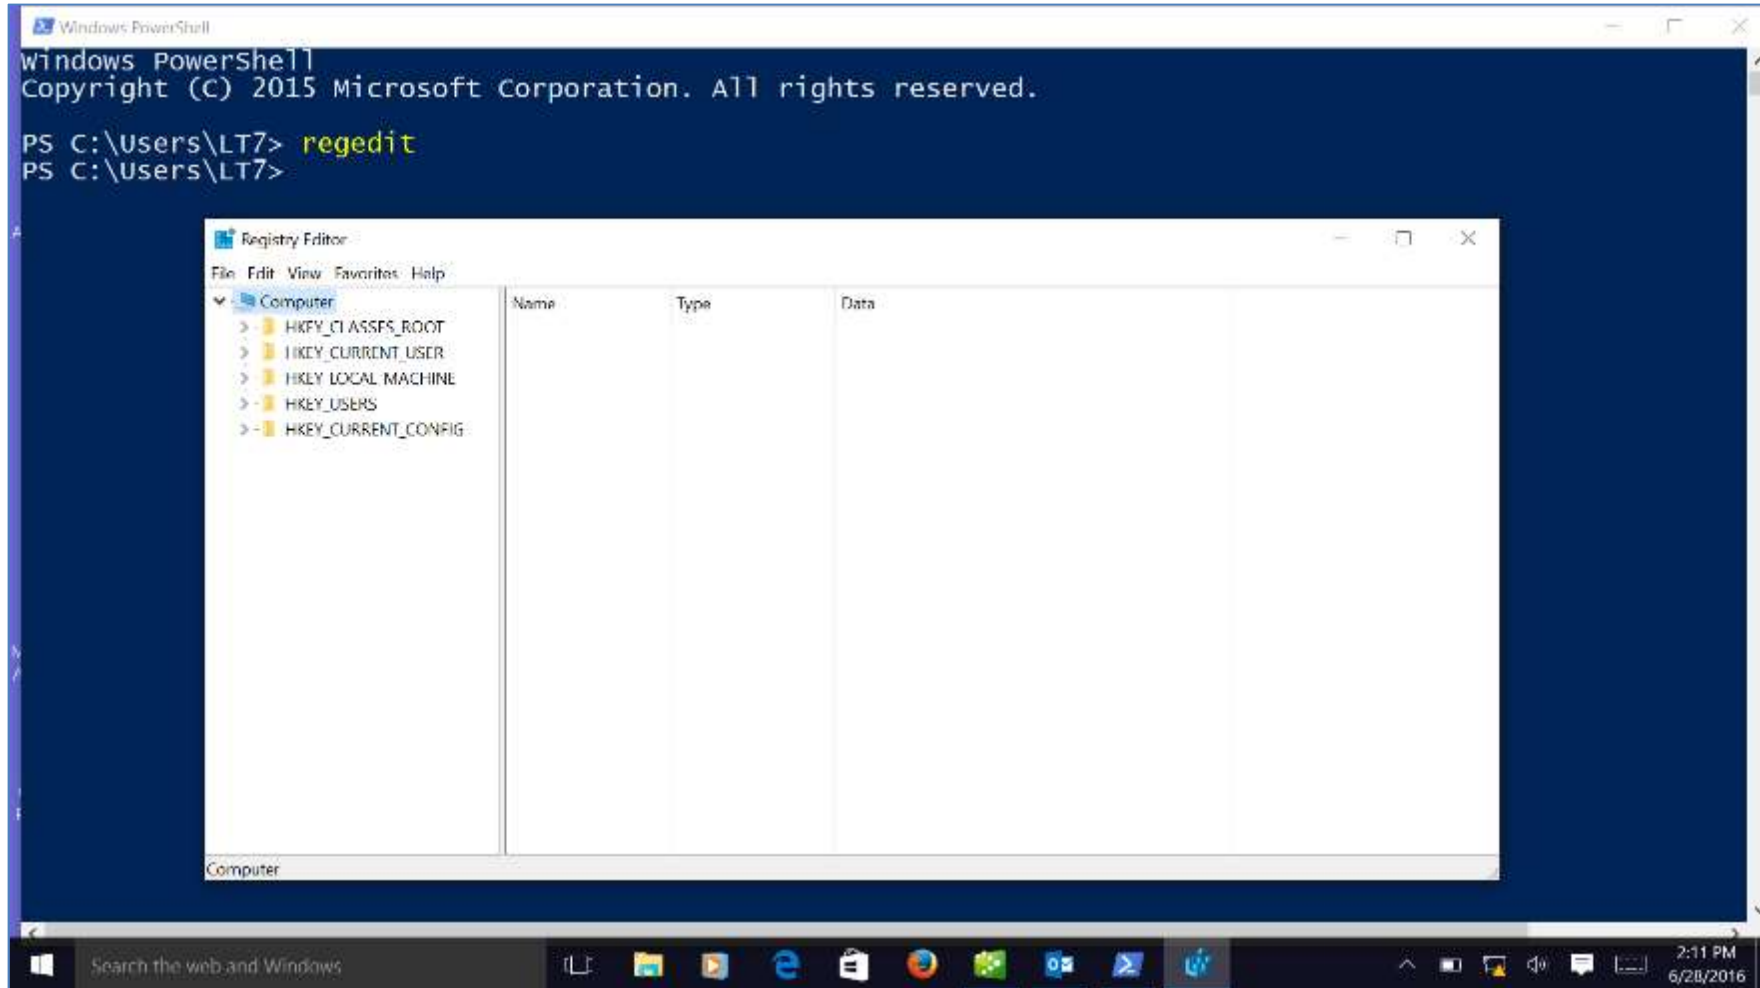 Windows PowerShell
Windows PowerShell
Copyright (C) 2015 Microsoft Corporation. All rights reserved.
PS C:\Users\LT7> regedit
PS C:\Users\LT7>
Registry Editor
File Edit View Favorites Help
Computer
Name Type Data
HKEY_CLASSES_ROOT
HKEY_CURRENT_USER
HKEY_LOCAL_MACHINE
HKEY_USERS
HKEY_CURRENT_CONFIG
Computer
Search the web and Windows
2:11 PM
6/28/2016